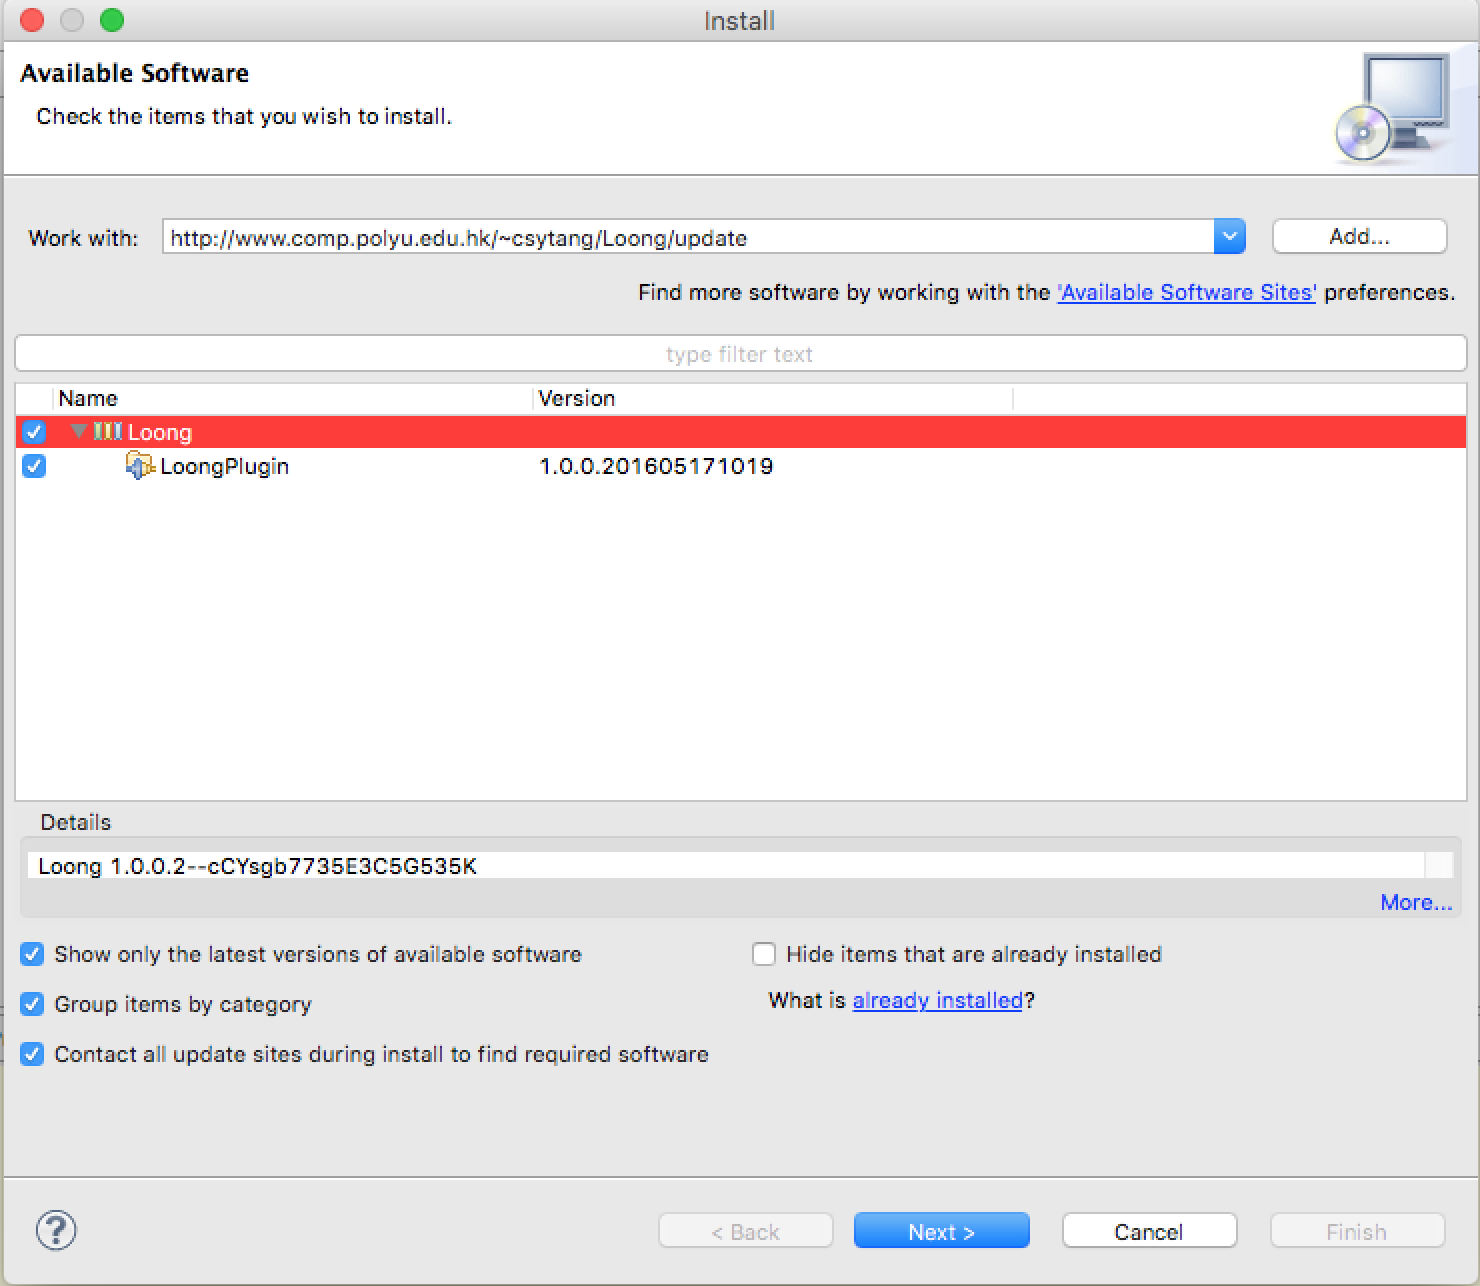 Install
Available Software
Check the items that you wish to install.
Work with: http://www.comp.polyu.edu.hk/~csytang/Loong/update Add...
Find more software by working with the 'Available Software Sites' preferences.
type filter text
Name Version
Loong
LoongPlugin 1.0.0.201605171019
Details
Loong 1.0.0.2--cCYsgb7735E3C5G535K
More...
Show only the latest versions of available software Hide items that are already installed
Group items by category What is already installed?
Contact all update sites during install to find required software
? < Back Next > Cancel Finish